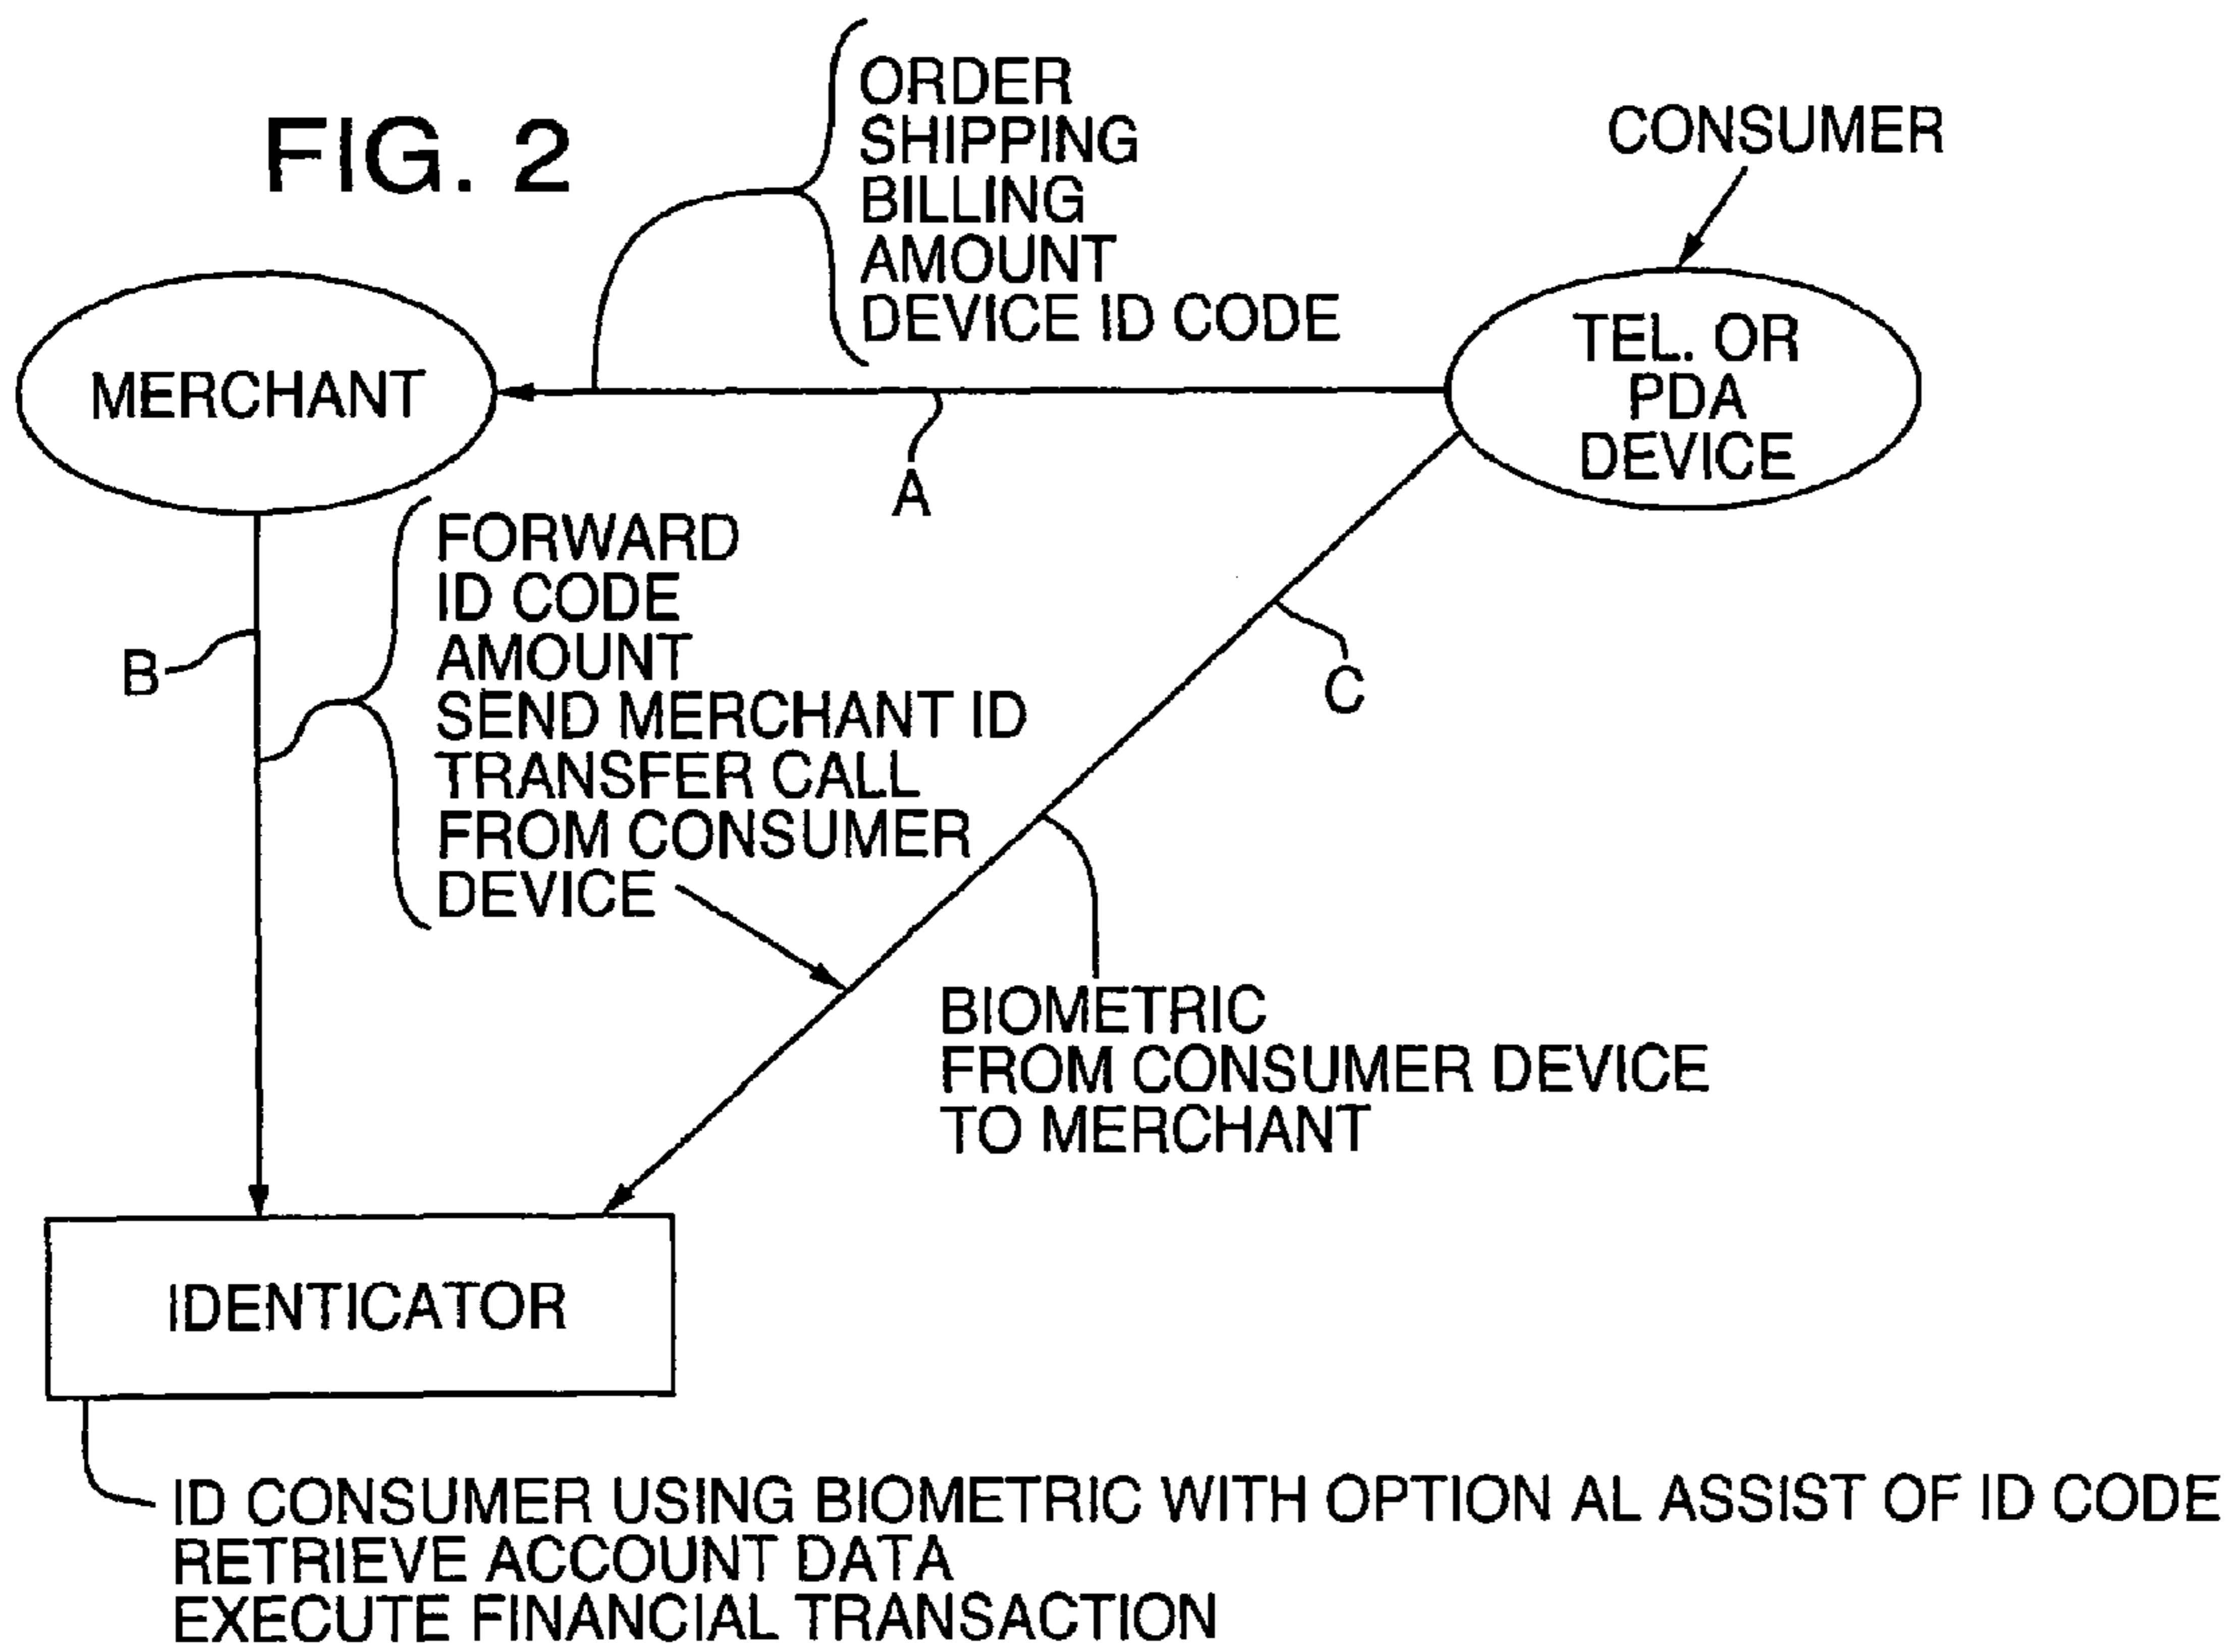 FIG. 2
ORDER
SHIPPING
BILLING
AMOUNT
DEVICE ID CODE
CONSUMER
MERCHANT
TEL. OR
PDA
DEVICE
A
FORWARD
ID CODE
AMOUNT
SEND MERCHANT ID
TRANSFER CALL
FROM CONSUMER
DEVICE
B
C
BIOMETRIC
FROM CONSUMER DEVICE
TO MERCHANT
IDENTICATOR
ID CONSUMER USING BIOMETRIC WITH OPTION AL ASSIST OF ID CODE
RETRIEVE ACCOUNT DATA
EXECUTE FINANCIAL TRANSACTION